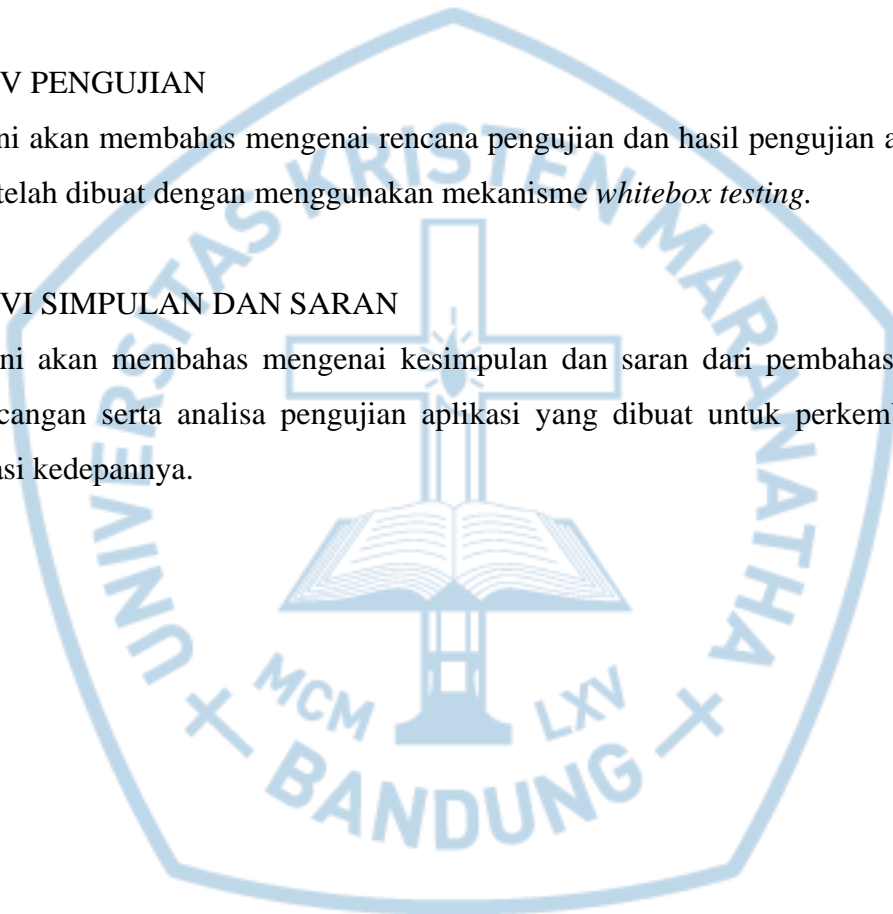 V PENGUJIAN
ni akan membahas mengenai rencana pengujian dan hasil pengujian a
telah dibuat dengan menggunakan mekanisme whitebox testing.
VI SIMPULAN DAN SARAN
ni akan membahas mengenai kesimpulan dan saran dari pembahas
cangan serta analisa pengujian aplikasi yang dibuat untuk perkemb
asi kedepannya.
UNIVERSITAS KRISTEN MARANATHA
MCM LXV
BANDUNG